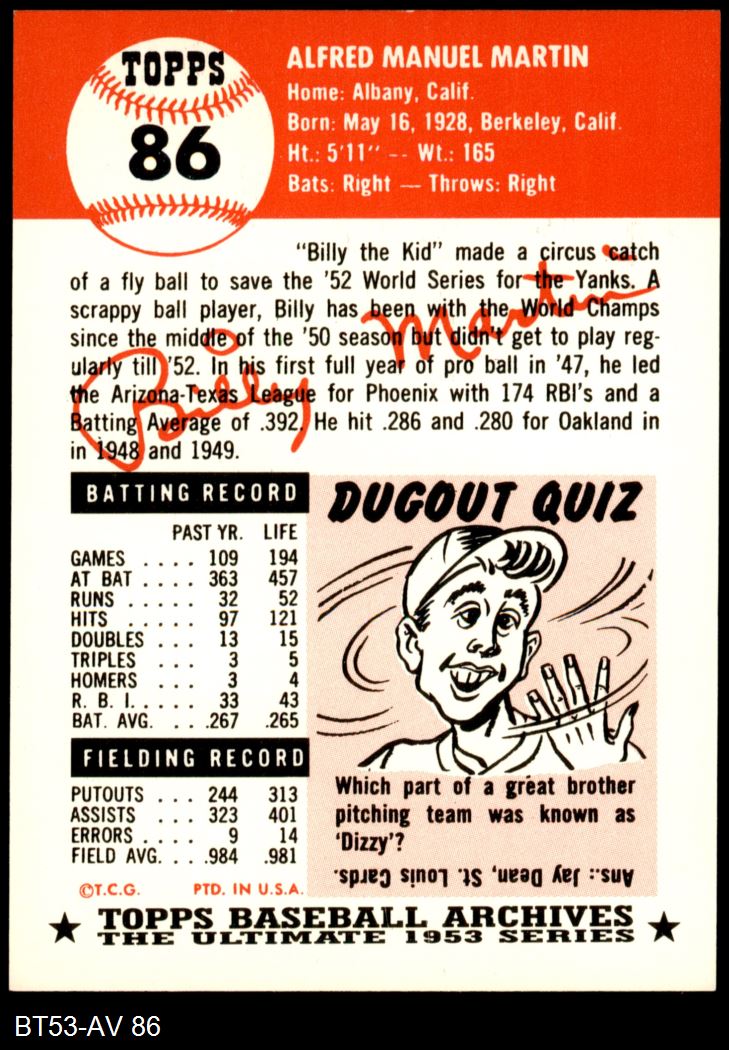 TOPPS
86
ALFRED MANUEL MARTIN
Home: Albany, Calif.
Born: May 16, 1928, Berkeley, Calif.
Ht.: 5'11" -- Wt.: 165
Bats: Right — Throws: Right
"Billy the Kid" made a circus catch
of a fly ball to save the '52 World Series for the Yanks. A
scrappy ball player, Billy has been with the World Champs
since the middle of the '50 season but didn't get to play reg-
ularly till '52. In his first full year of pro ball in '47, he led
the Arizona-Texas League for Phoenix with 174 RBI's and a
Batting Average of .392. He hit .286 and .280 for Oakland in
in 1948 and 1949.
Billy Martin
BATTING RECORD
PAST YR. LIFE
GAMES . . . . 109 194
AT BAT . . . . 363 457
RUNS . . . . . 32 52
HITS . . . . . 97 121
DOUBLES . . . 13 15
TRIPLES . . . 3 5
HOMERS . . . 3 4
R. B. I. . . . . 33 43
BAT. AVG. . . .267 .265
FIELDING RECORD
PUTOUTS . . . 244 313
ASSISTS . . . 323 401
ERRORS . . . . 9 14
FIELD AVG. . . .984 .981
©T.C.G. PTD. IN U.S.A.
DUGOUT QUIZ
Which part of a great brother
pitching team was known as
'Dizzy'?
Ans.: Jay Dean, St. Louis Cards.
TOPPS BASEBALL ARCHIVES
THE ULTIMATE 1953 SERIES
BT53-AV 86